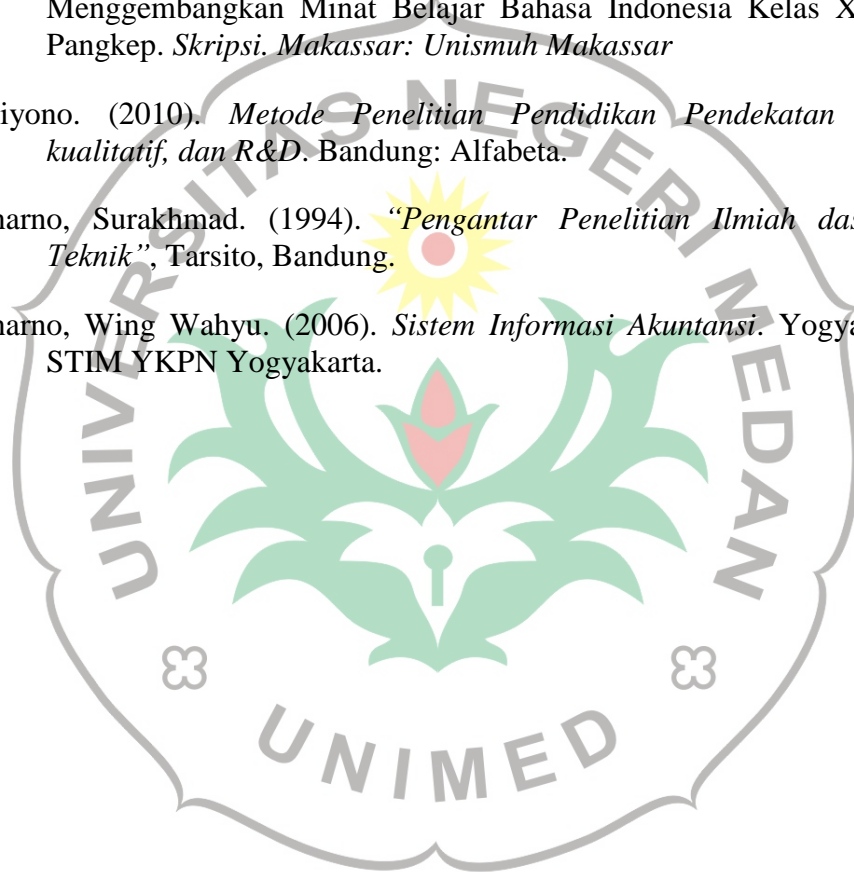 Menggembangkan Minat Belajar Bahasa Indonesia Kelas X
Pangkep. Skripsi. Makassar: Unismuh Makassar
iyono. (2010). Metode Penelitian Pendidikan Pendekatan
kualitatif, dan R&D. Bandung: Alfabeta.
narno, Surakhmad. (1994). “Pengantar Penelitian Ilmiah das
Teknik”, Tarsito, Bandung.
narno, Wing Wahyu. (2006). Sistem Informasi Akuntansi. Yogya
STIM YKPN Yogyakarta.
UNIVERSITAS NEGERI MEDAN
UNIMED